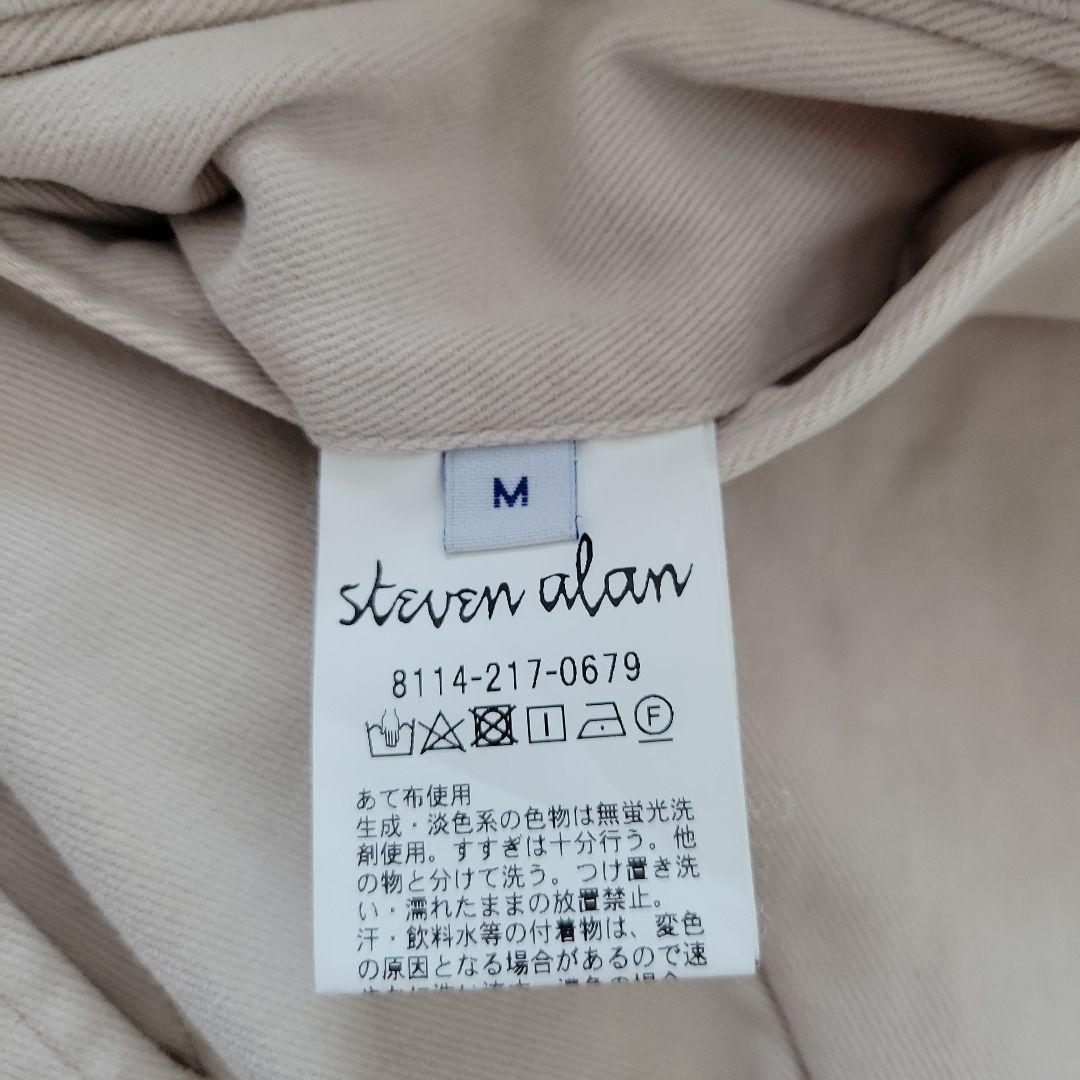 M
steven alan
8114-217-0679
F
あて布使用
生成・淡色系の色物は無蛍光洗
剤使用。すすぎは十分行う。他
の物と分けて洗う。つけ置き洗
い・濡れたままの放置禁止。
汗・飲料水等の付着物は、変色
の原因となる場合があるので速